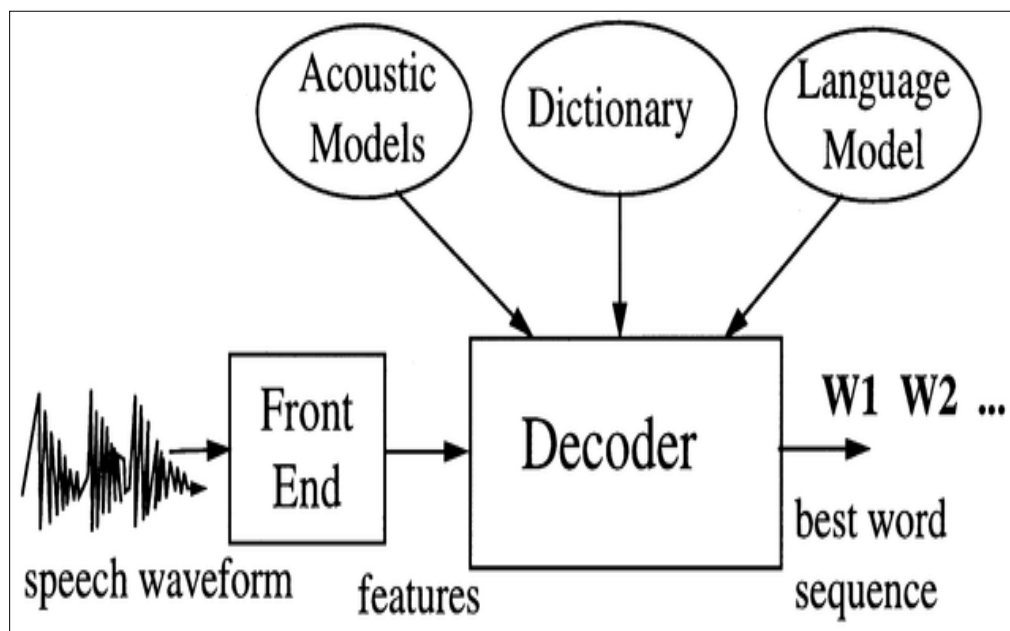 Acoustic
Models
Dictionary
Language
Model
Front
End
Decoder
W1 W2 ...
speech waveform
features
best word
sequence